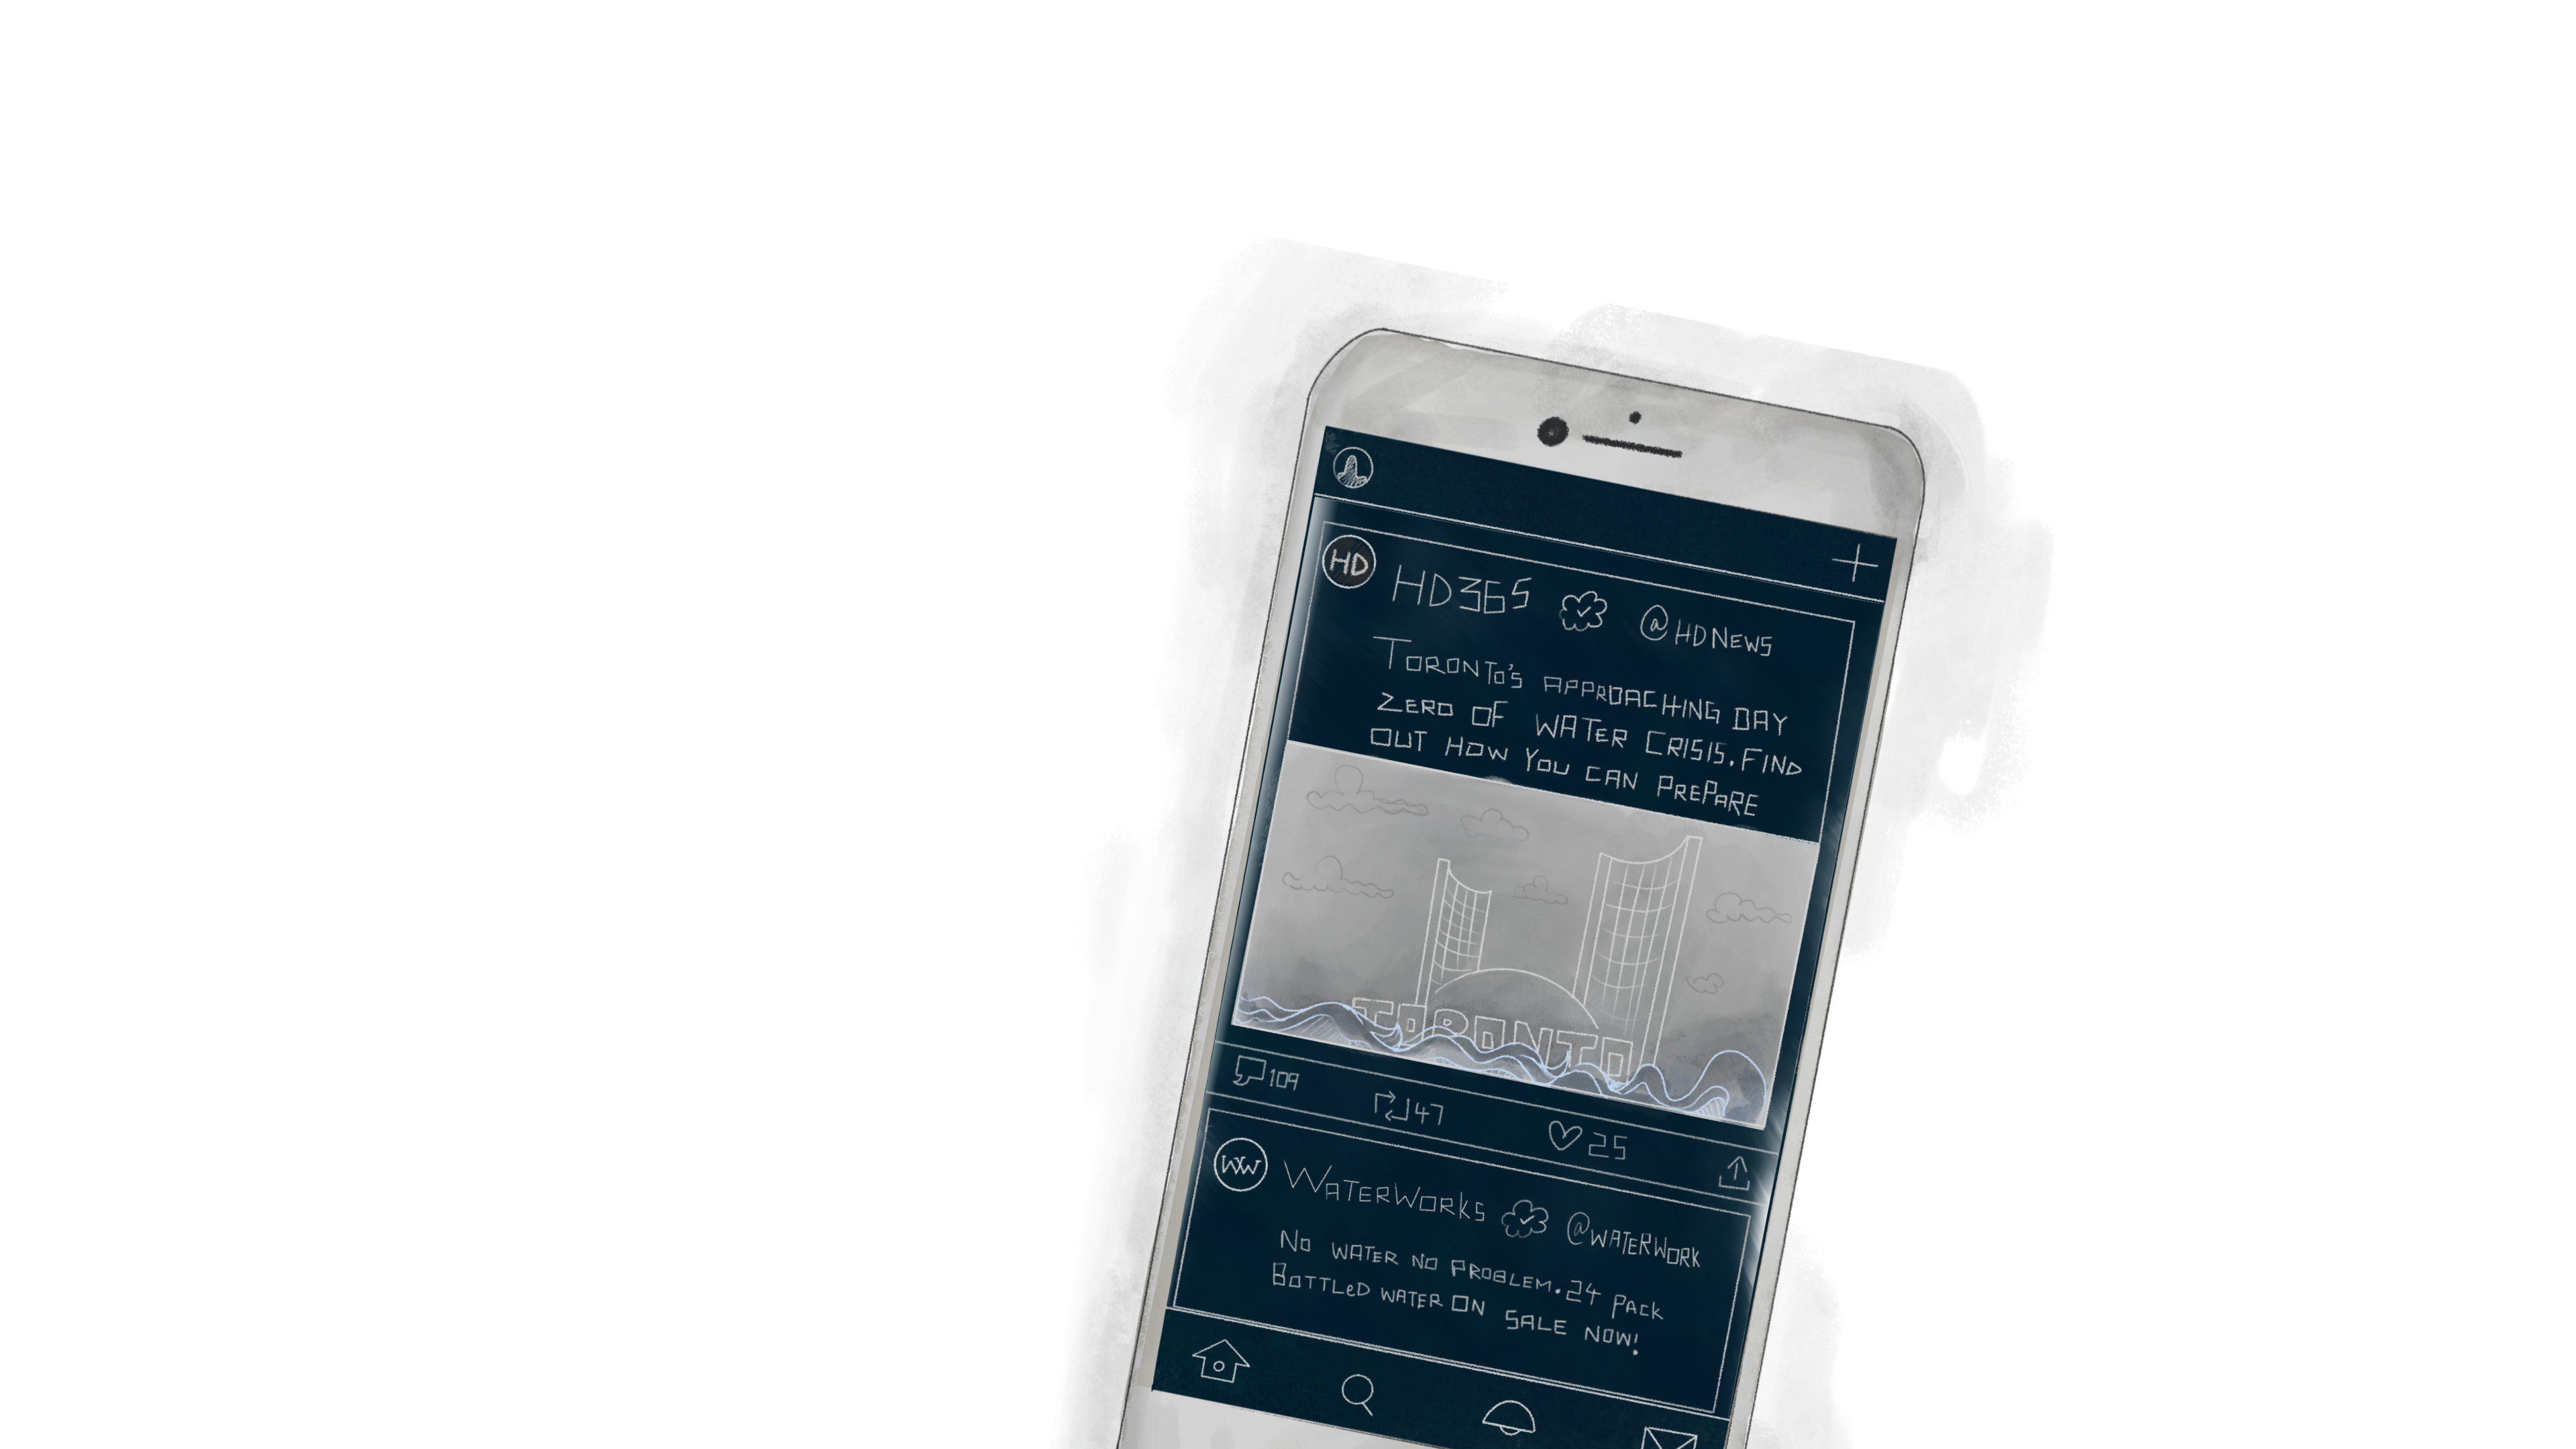 HD
HD365 @HDNEWS
TORONTO'S APPROACHING DAY
ZERO OF WATER CRISIS. FIND
OUT HOW YOU CAN PREPARE
TORONTO
109 47 25
WW
WATERWORKS @WATERWORK
NO WATER NO PROBLEM. 24 PACK
BOTTLED WATER ON SALE NOW!